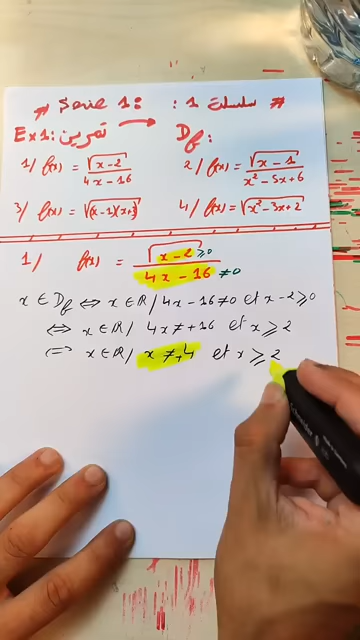 # Serie 1: : سلسلة 1 #
Ex1: تمرين → Df:
1/ f(x) = √(x-2) / (4x-16) 2/ f(x) = √(x-1) / (x²-5x+6)
3/ f(x) = √((x-1)(x+3)) 4/ f(x) = √(x²-3x+2)
1/ f(x) = √(x-2) ≥0 / (4x-16) ≠0
x ∈ Df ⇔ x ∈ ℝ / 4x-16≠0 et x-2≥0
⇔ x ∈ ℝ / 4x≠+16 et x≥2
⇔ x ∈ ℝ / x≠+4 et x≥2